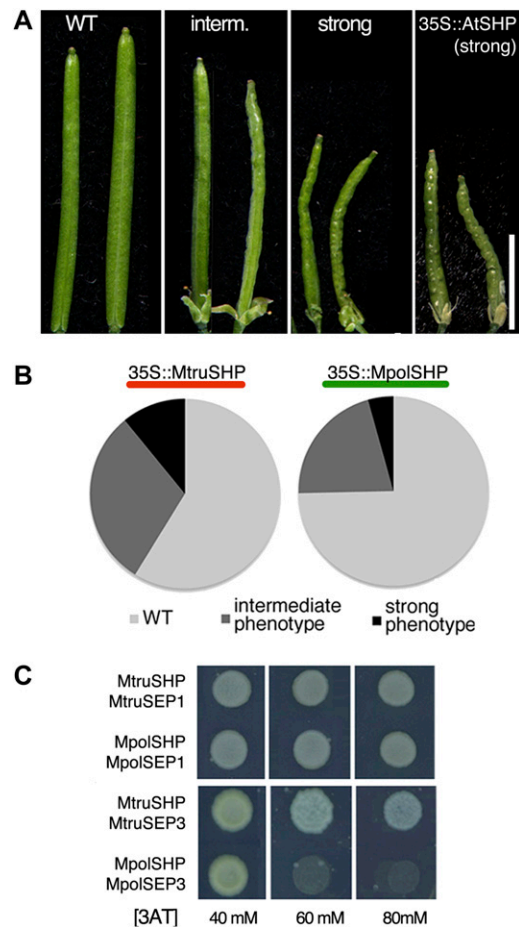 A
WT
interm.
strong
35S::AtSHP
(strong)
B
35S::MtruSHP
35S::MpolSHP
WT
intermediate
phenotype
strong
phenotype
C
MtruSHP
MtruSEP1
MpolSHP
MpolSEP1
MtruSHP
MtruSEP3
MpolSHP
MpolSEP3
[3AT]
40 mM
60 mM
80mM